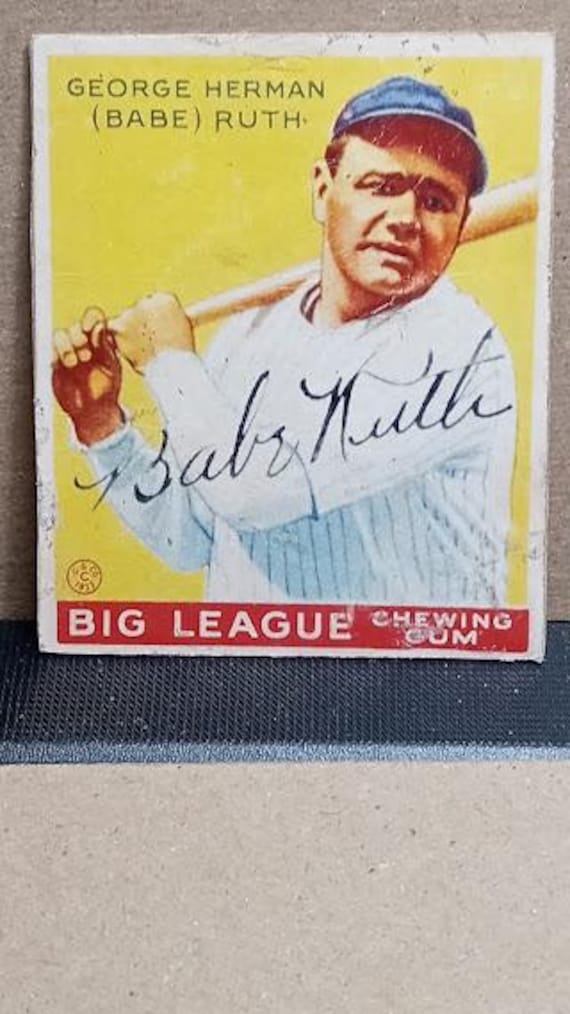 GEORGE HERMAN
(BABE) RUTH.
Babe Ruth
BIG LEAGUE CHEWING
GUM